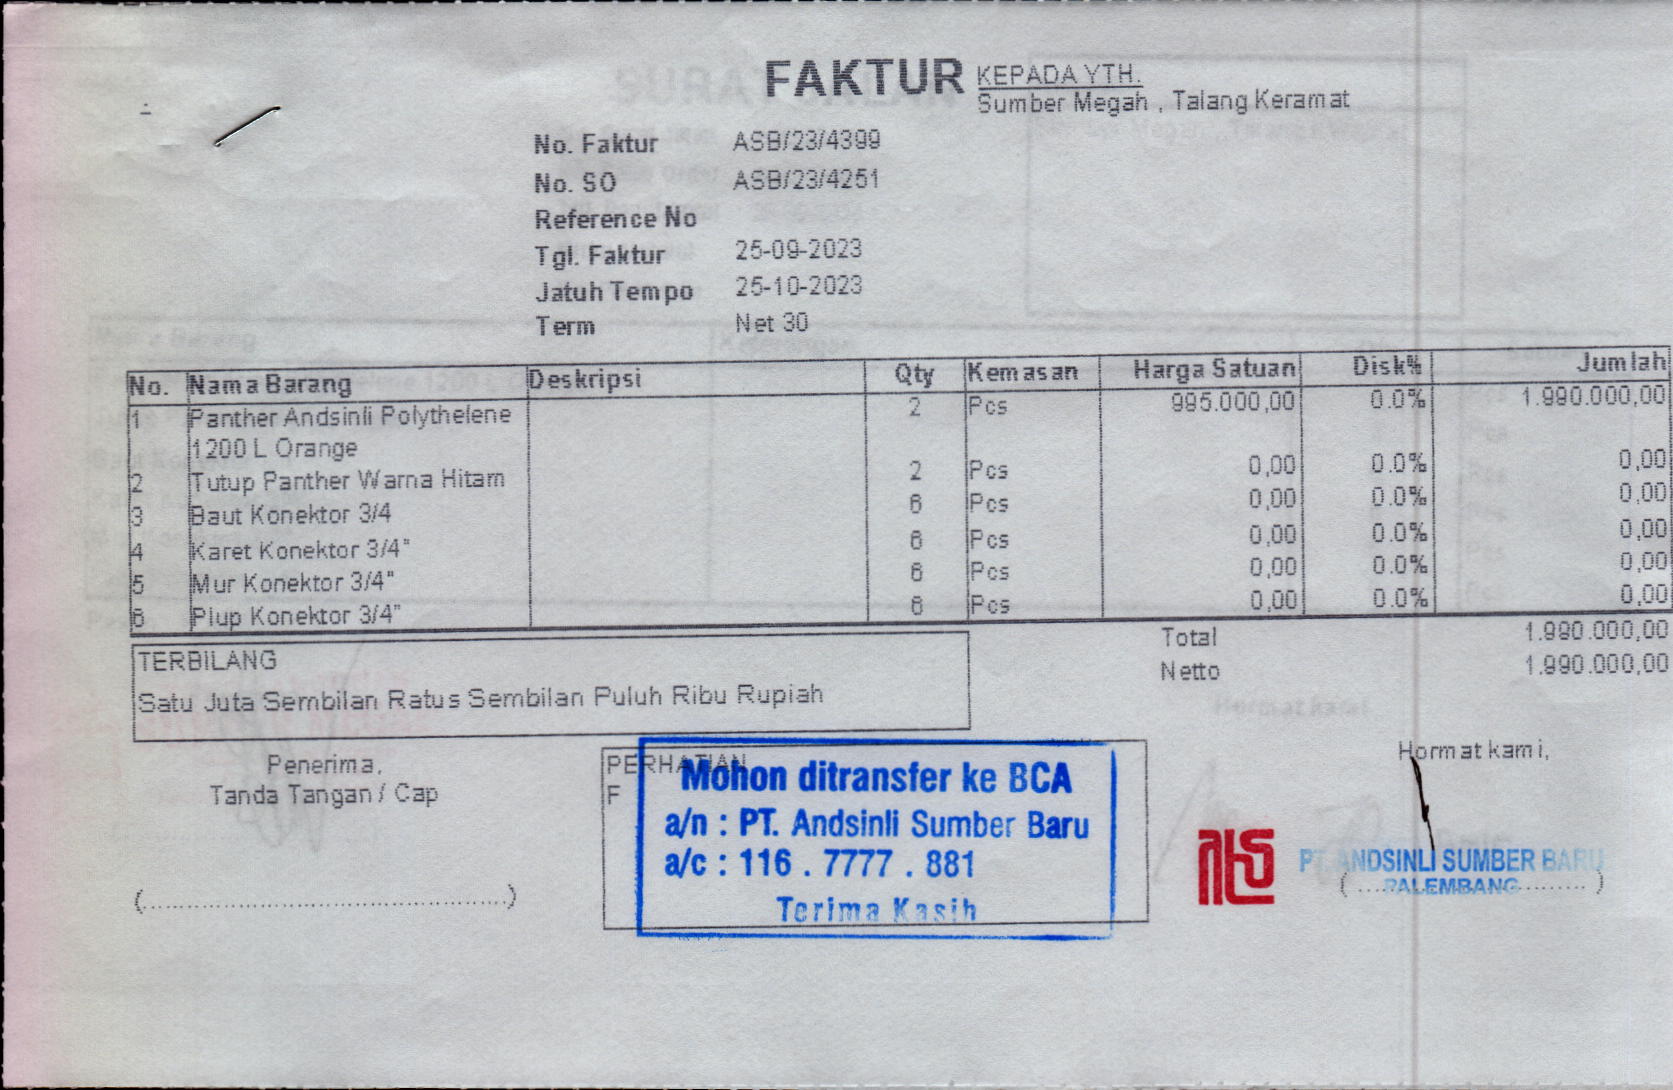 FAKTUR
KEPADA YTH.
Sumber Megah , Talang Keramat
No. Faktur ASB/23/4399
No. SO ASB/23/4251
Reference No
Tgl. Faktur 25-09-2023
Jatuh Tempo 25-10-2023
Term Net 30
No. Nama Barang Deskripsi Qty Kemasan Harga Satuan Disk% Jumlah
1 Panther Andsinli Polythelene 2 Pcs 995.000,00 0.0% 1.990.000,00
1200 L Orange
2 Tutup Panther Warna Hitam 2 Pcs 0,00 0.0% 0,00
3 Baut Konektor 3/4 6 Pcs 0,00 0.0% 0,00
4 Karet Konektor 3/4" 6 Pcs 0,00 0.0% 0,00
5 Mur Konektor 3/4" 6 Pcs 0,00 0.0% 0,00
6 Plup Konektor 3/4" 6 Pcs 0,00 0.0% 0,00
Total 1.990.000,00
Netto 1.990.000,00
TERBILANG
Satu Juta Sembilan Ratus Sembilan Puluh Ribu Rupiah
Penerima,
Tanda Tangan / Cap
(....................................................)
PERHATIAN
F
Mohon ditransfer ke BCA
a/n : PT. Andsinli Sumber Baru
a/c : 116 . 7777 . 881
Terima Kasih
Hormat kami,
PT ANDSINLI SUMBER BARU
PALEMBANG